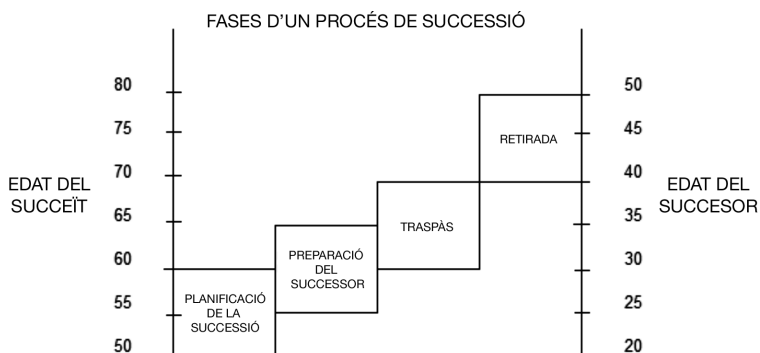 FASES D’UN PROCÉS DE SUCCESSIÓ
80
75
70
65
60
55
50
EDAT DEL
SUCCEÏT
PLANIFICACIÓ
DE LA
SUCCESSIÓ
PREPARACIÓ
DEL
SUCCESSOR
TRASPÀS
RETIRADA
50
45
40
35
30
25
20
EDAT DEL
SUCCESOR